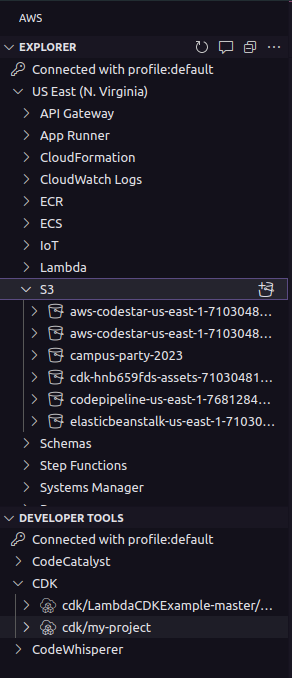 AWS
EXPLORER
Connected with profile:default
US East (N. Virginia)
API Gateway
App Runner
CloudFormation
CloudWatch Logs
ECR
ECS
IoT
Lambda
S3
aws-codestar-us-east-1-7103048...
aws-codestar-us-east-1-7103048...
campus-party-2023
cdk-hnb659fds-assets-71030481...
codepipeline-us-east-1-7681284...
elasticbeanstalk-us-east-1-71030...
Schemas
Step Functions
Systems Manager
DEVELOPER TOOLS
Connected with profile:default
CodeCatalyst
CDK
cdk/LambdaCDKExample-master/...
cdk/my-project
CodeWhisperer